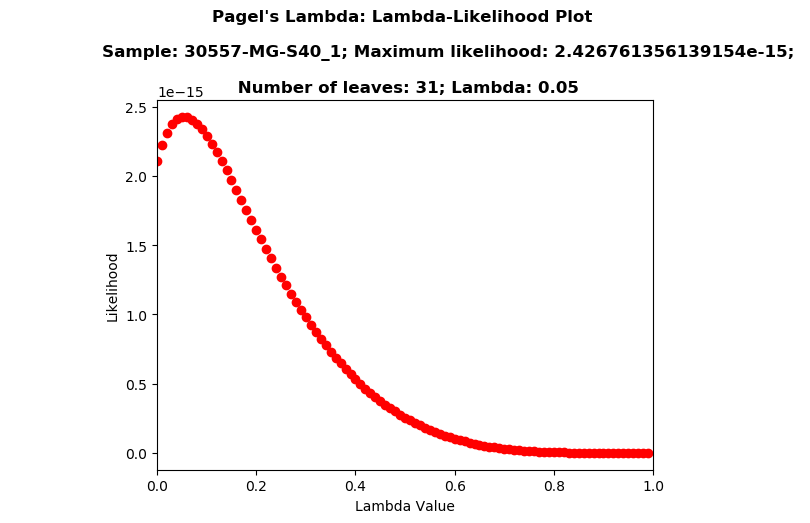 Pagel's Lambda: Lambda-Likelihood Plot
Sample: 30557-MG-S40_1; Maximum likelihood: 2.426761356139154e-15;
Number of leaves: 31; Lambda: 0.05
1e−15
2.5
2.0
1.5
1.0
0.5
0.0
Likelihood
0.0 0.2 0.4 0.6 0.8 1.0
Lambda Value